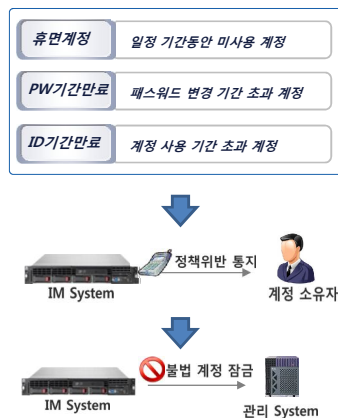 휴면계정 일정 기간동안 미사용 계정
PW기간만료 패스워드 변경 기간 초과 계정
ID기간만료 계정 사용 기간 초과 계정
정책위반 통지
IM System 계정 소유자
불법 계정 잠금
IM System 관리 System